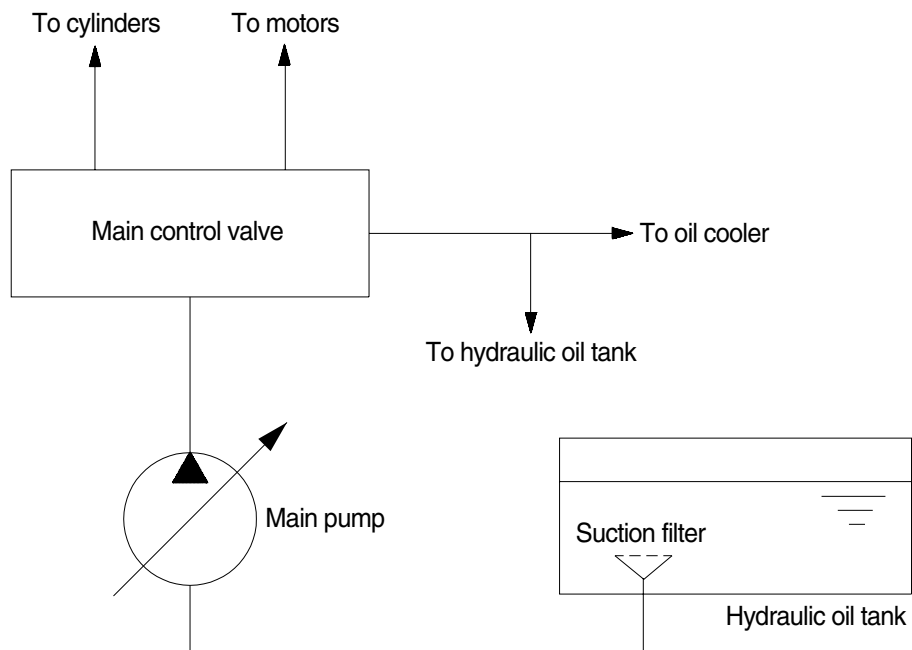 To cylinders
To motors
Main control valve
To oil cooler
To hydraulic oil tank
Main pump
Suction filter
Hydraulic oil tank